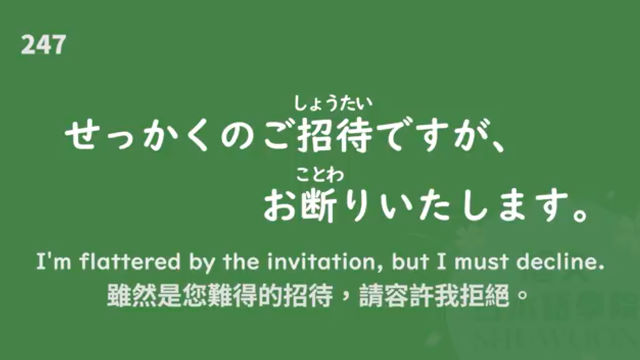 247
しょうたい
せっかくのご招待ですが、
ことわ
お断りいたします。
I'm flattered by the invitation, but I must decline.
雖然是您難得的招待，請容許我拒絕。